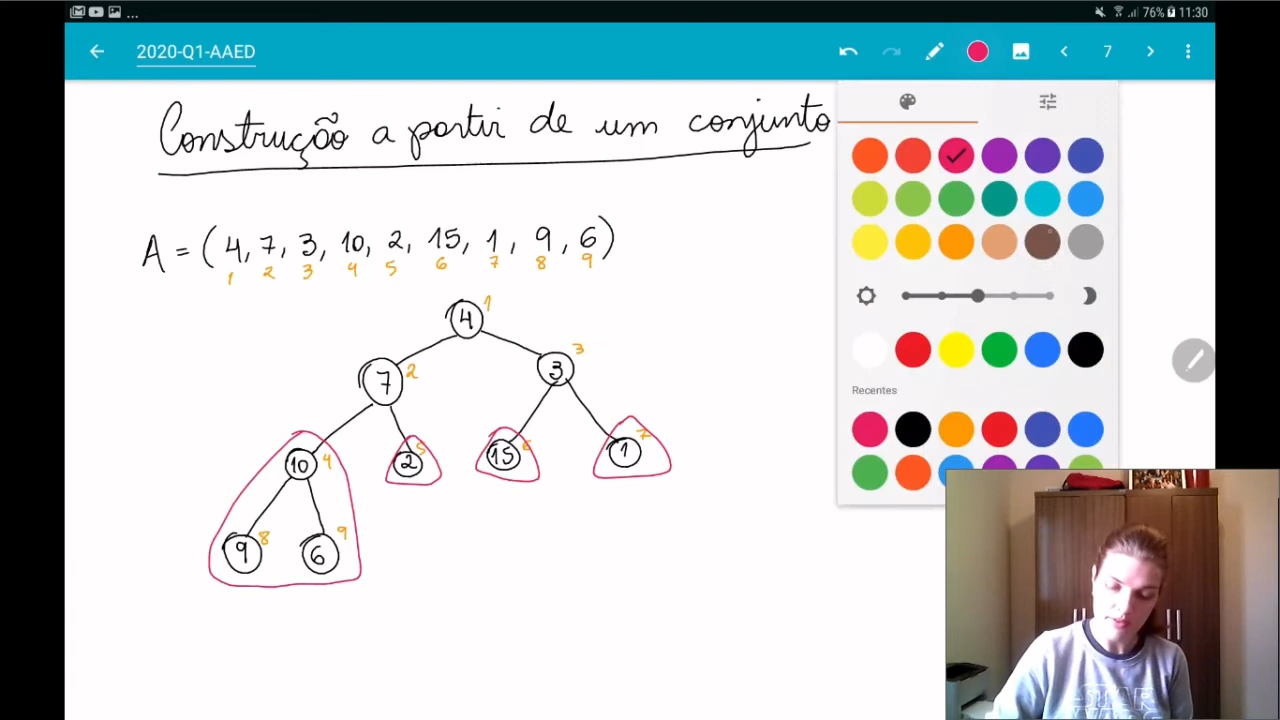 ... 76% 11:30
2020-Q1-AAED 7
Construção a partir de um conjunto
A = (4, 7, 3, 10, 2, 15, 1, 9, 6)
1 2 3 4 5 6 7 8 9
4 1
7 2 3 3
10 4 2 5 15 6 1 7
9 8 6 9
Recentes
STAR